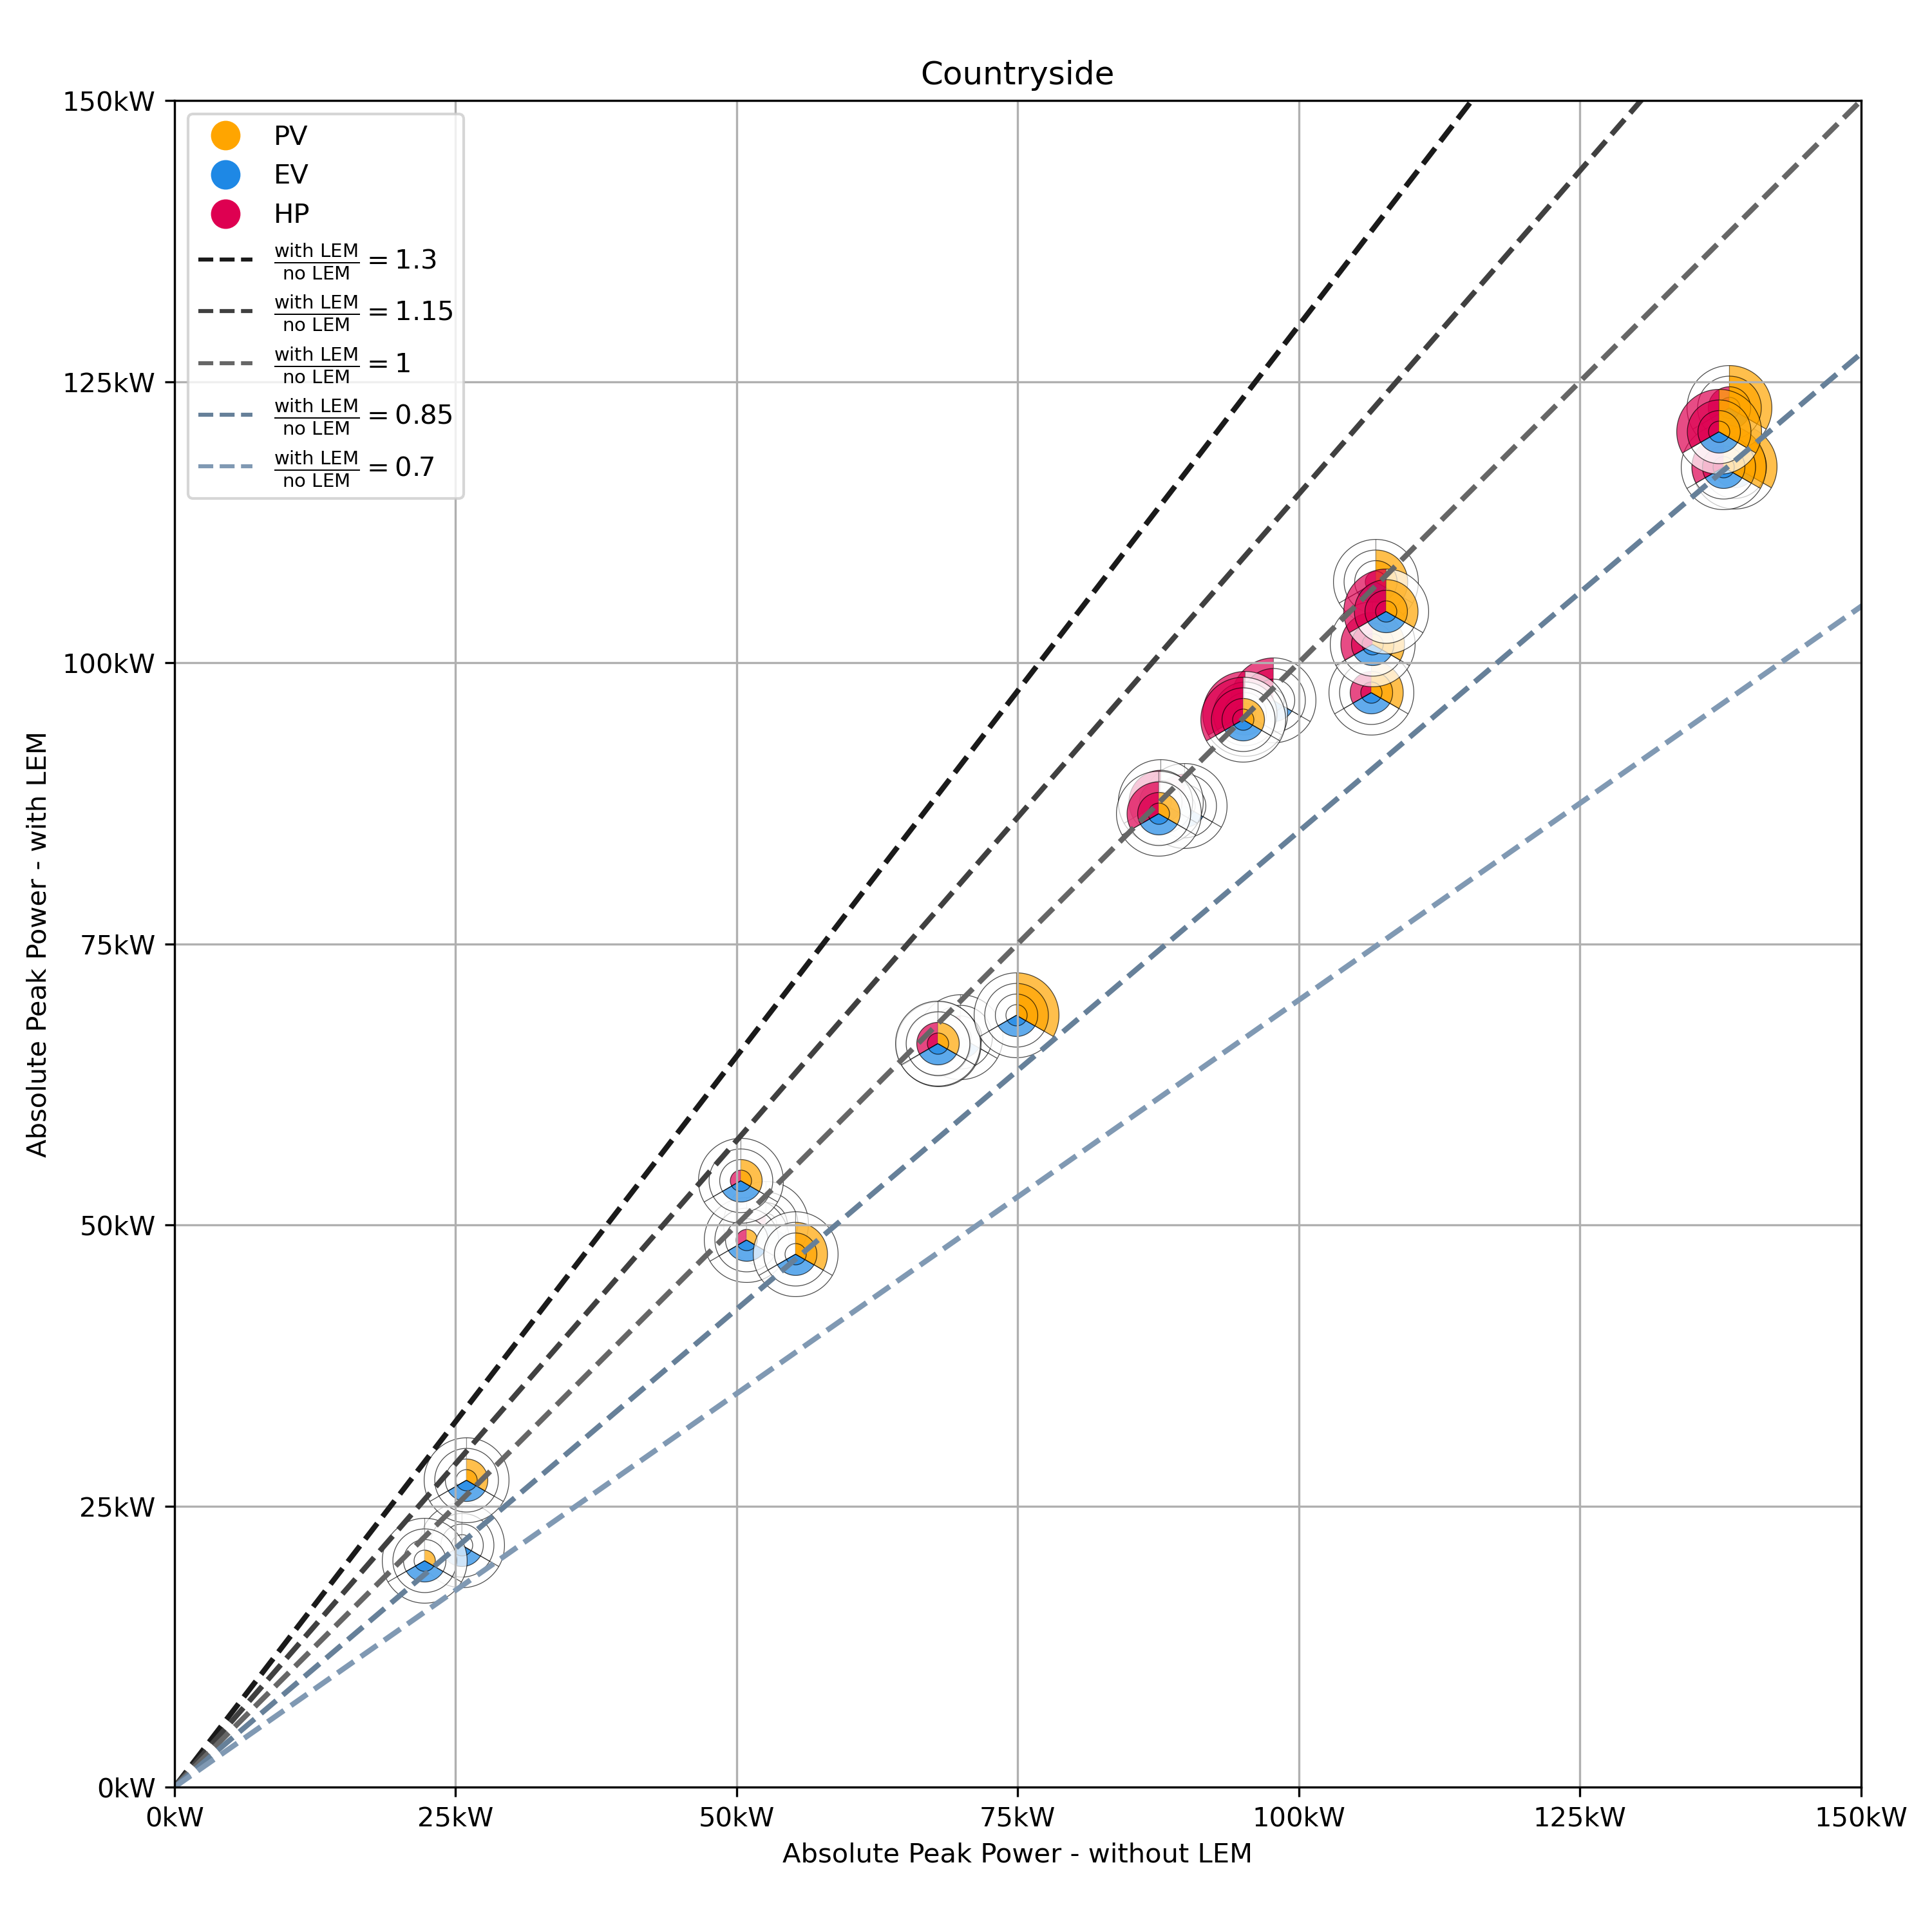 Countryside
150kW
125kW
100kW
75kW
50kW
25kW
0kW
Absolute Peak Power - with LEM
PV
EV
HP
with LEM / no LEM = 1.3
with LEM / no LEM = 1.15
with LEM / no LEM = 1
with LEM / no LEM = 0.85
with LEM / no LEM = 0.7
0kW 25kW 50kW 75kW 100kW 125kW 150kW
Absolute Peak Power - without LEM